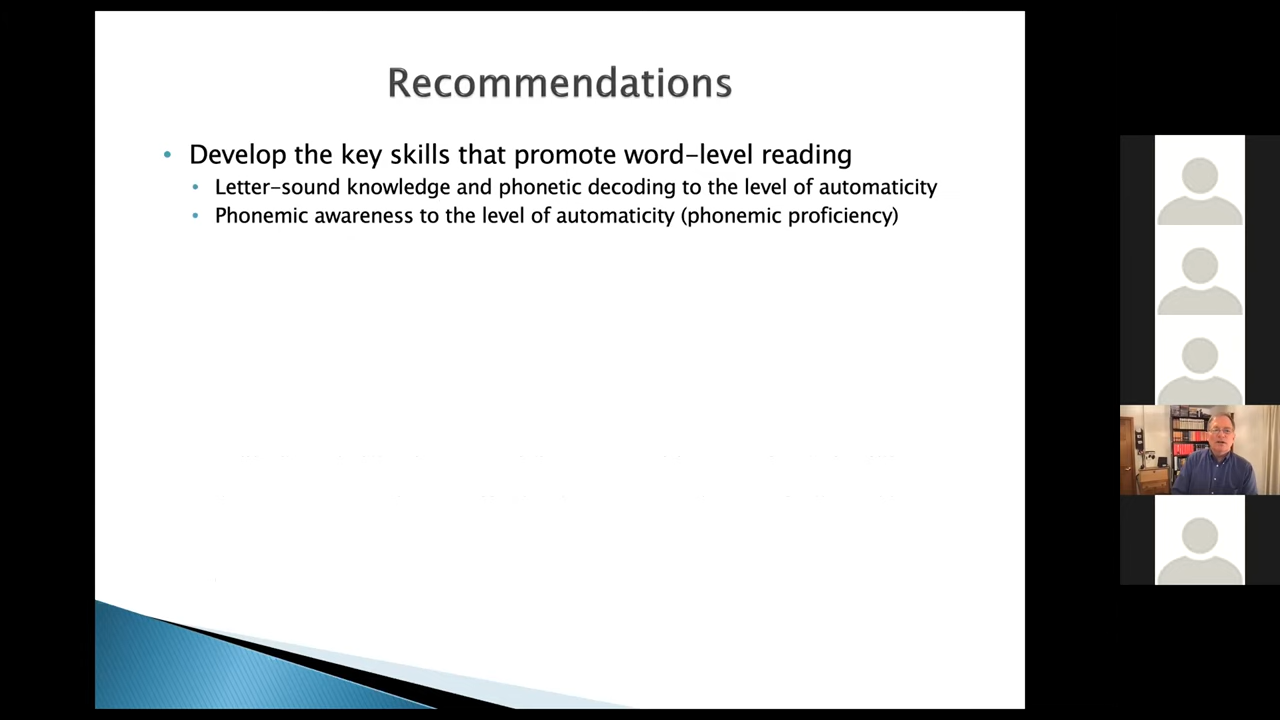 Recommendations
• Develop the key skills that promote word-level reading
• Letter-sound knowledge and phonetic decoding to the level of automaticity
• Phonemic awareness to the level of automaticity (phonemic proficiency)